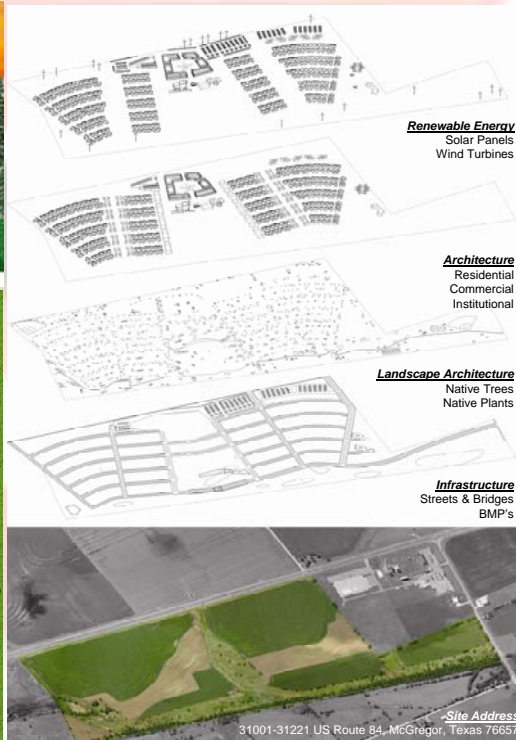 Renewable Energy
Solar Panels
Wind Turbines
Architecture
Residential
Commercial
Institutional
Landscape Architecture
Native Trees
Native Plants
Infrastructure
Streets & Bridges
BMP's
Site Address
31001-31221 US Route 84, McGregor, Texas 76657